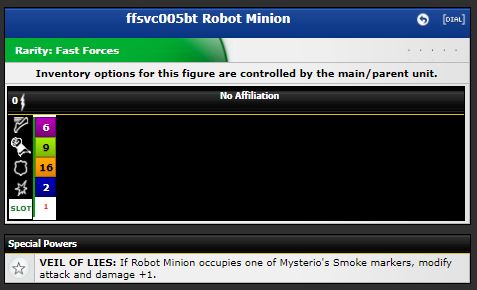 ffsvc005bt Robot Minion
[DIAL]
Rarity: Fast Forces
Inventory options for this figure are controlled by the main/parent unit.
0
No Affiliation
6
9
16
2
SLOT 1
Special Powers
VEIL OF LIES: If Robot Minion occupies one of Mysterio's Smoke markers, modify
attack and damage +1.